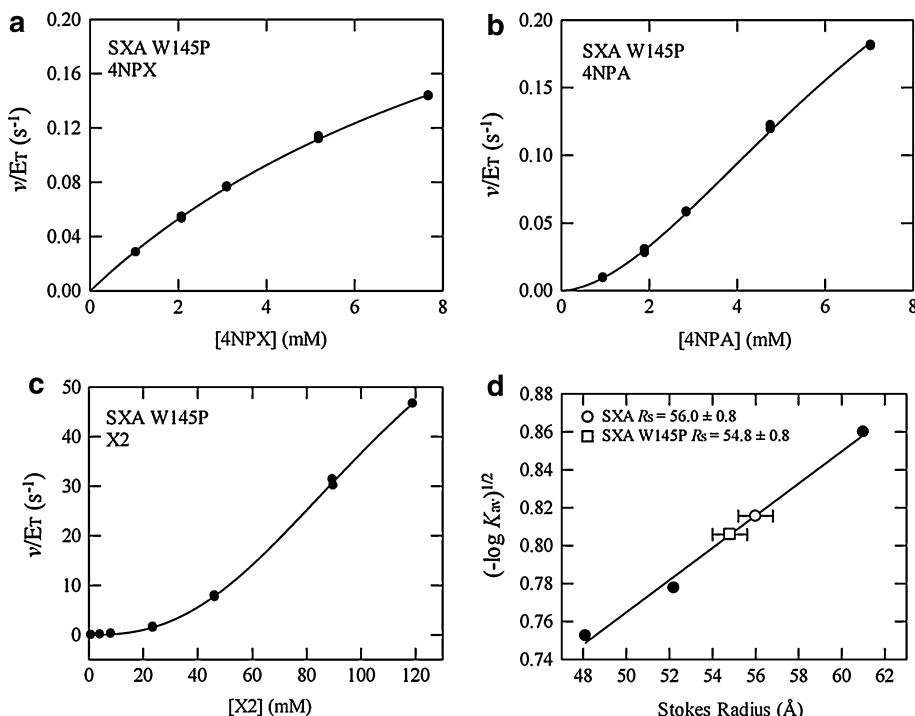 a
SXA W145P
4NPX
0.20
0.16
0.12
0.08
0.04
0.00
v/ET (s-1)
0 2 4 6 8
[4NPX] (mM)
b
SXA W145P
4NPA
0.20
0.15
0.10
0.05
0.00
v/ET (s-1)
0 2 4 6 8
[4NPA] (mM)
c
SXA W145P
X2
50
40
30
20
10
0
v/ET (s-1)
0 20 40 60 80 100 120
[X2] (mM)
d
SXA Rs = 56.0 ± 0.8
SXA W145P Rs = 54.8 ± 0.8
0.88
0.86
0.84
0.82
0.80
0.78
0.76
0.74
(-log Kav)1/2
48 50 52 54 56 58 60 62
Stokes Radius (Å)